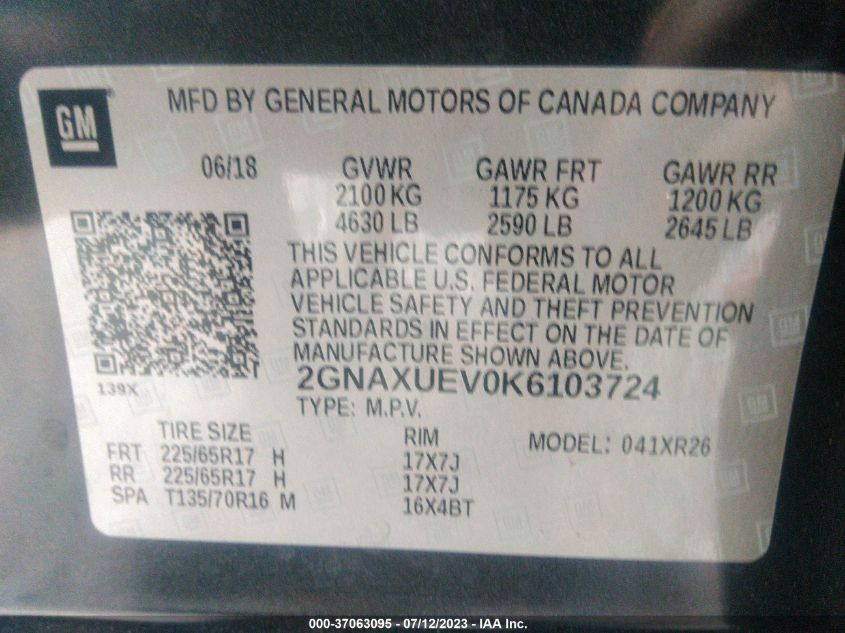 GM
MFD BY GENERAL MOTORS OF CANADA COMPANY
06/18 GVWR GAWR FRT GAWR RR
2100 KG 1175 KG 1200 KG
4630 LB 2590 LB 2645 LB
THIS VEHICLE CONFORMS TO ALL
APPLICABLE U.S. FEDERAL MOTOR
VEHICLE SAFETY AND THEFT PREVENTION
STANDARDS IN EFFECT ON THE DATE OF
MANUFACTURE SHOWN ABOVE.
139X
2GNAXUEV0K6103724
TYPE: M.P.V.
TIRE SIZE RIM MODEL: 041XR26
FRT 225/65R17 H 17X7J
RR 225/65R17 H 17X7J
SPA T135/70R16 M 16X4BT
000-37063095 - 07/12/2023 - IAA Inc.